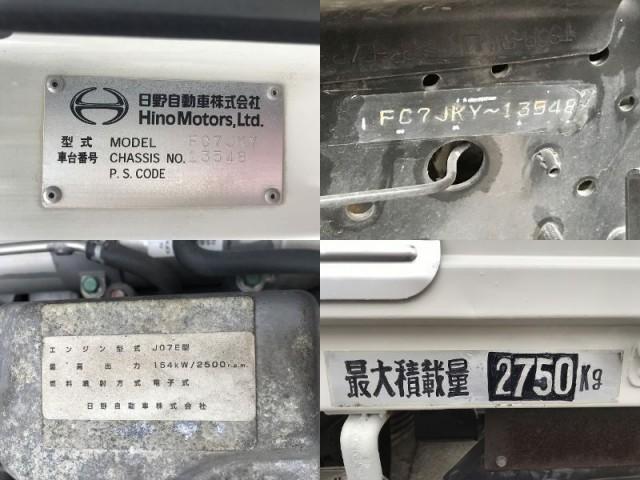 日野自動車株式会社
Hino Motors, Ltd.
型式 MODEL FC7JKY
車台番号 CHASSIS NO. 13548
P.S. CODE
FC7JKY~13548
エンジン型式 J07E型
最高出力 154kW/2500r.p.m.
燃料噴射方式 電子式
日野自動車株式会社
最大積載量 2750Kg